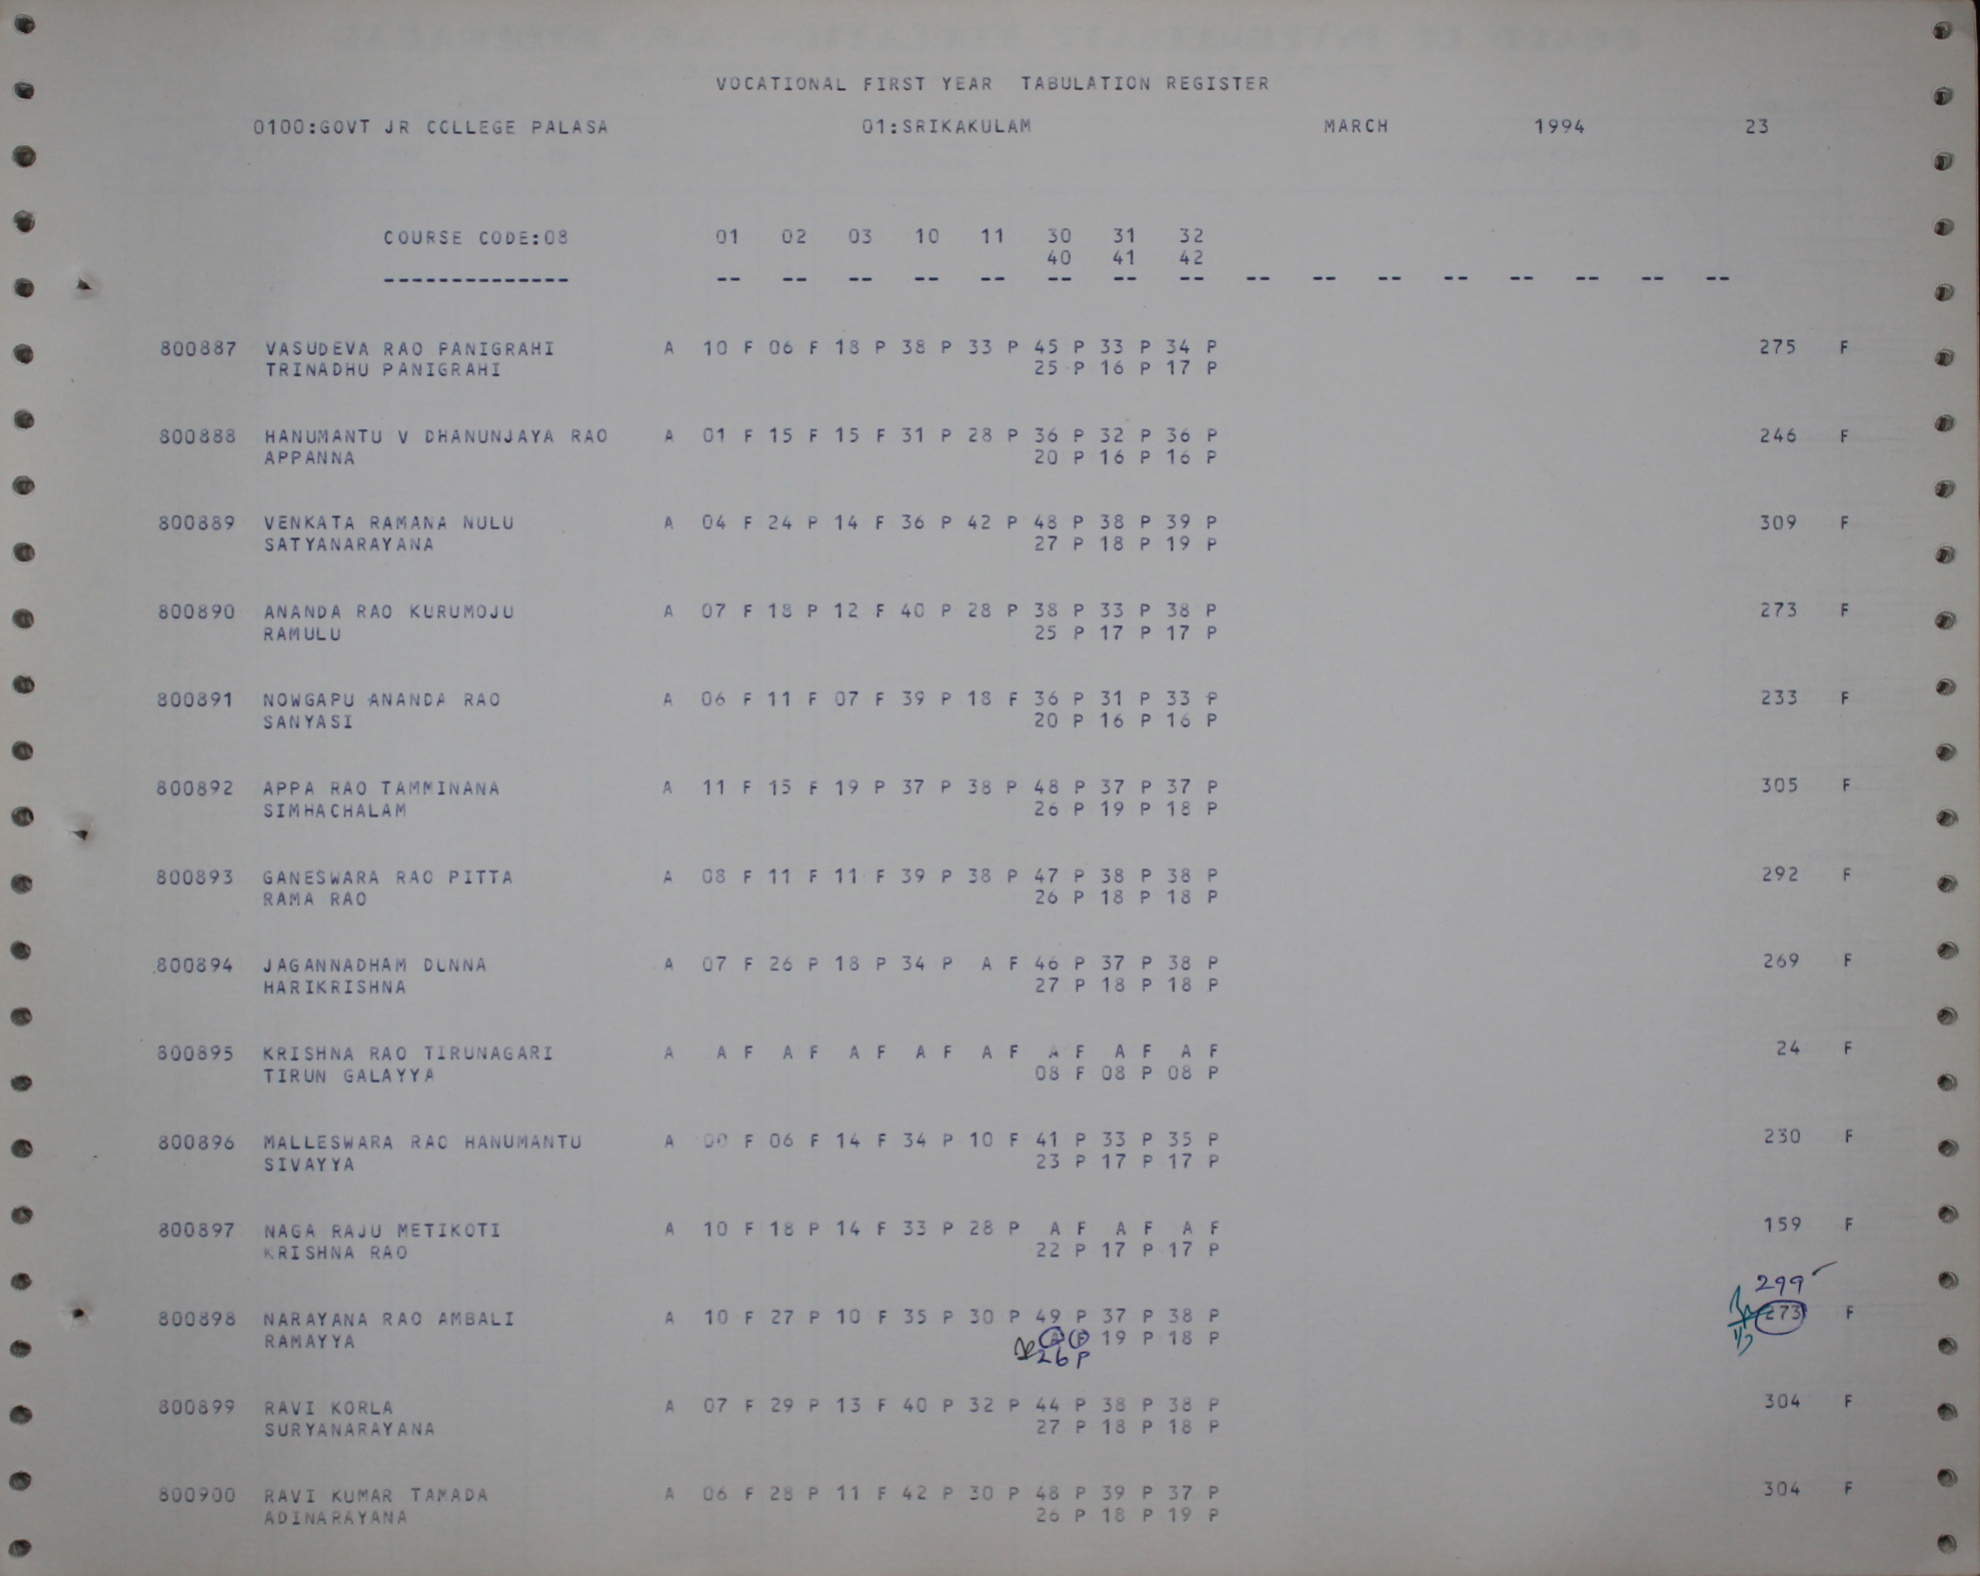 VOCATIONAL FIRST YEAR TABULATION REGISTER
0100:GOVT JR COLLEGE PALASA 01:SRIKAKULAM MARCH 1994 23
COURSE CODE:08 01 02 03 10 11 30 31 32
40 41 42
-------------- -- -- -- -- -- -- -- -- -- -- -- -- -- -- -- --
800887 VASUDEVA RAO PANIGRAHI A 10 F 06 F 18 P 38 P 33 P 45 P 33 P 34 P 275 F
TRINADHU PANIGRAHI 25 P 16 P 17 P
800888 HANUMANTU V DHANUNJAYA RAO A 01 F 15 F 15 F 31 P 28 P 36 P 32 P 36 P 246 F
APPANNA 20 P 16 P 16 P
800889 VENKATA RAMANA NULU A 04 F 24 P 14 F 36 P 42 P 48 P 38 P 39 P 309 F
SATYANARAYANA 27 P 18 P 19 P
800890 ANANDA RAO KURUMOJU A 07 F 18 P 12 F 40 P 28 P 38 P 33 P 38 P 273 F
RAMULU 25 P 17 P 17 P
800891 NOWGAPU ANANDA RAO A 06 F 11 F 07 F 39 P 18 F 36 P 31 P 33 P 233 F
SANYASI 20 P 16 P 16 P
800892 APPA RAO TAMMINANA A 11 F 15 F 19 P 37 P 38 P 48 P 37 P 37 P 305 F
SIMHACHALAM 26 P 19 P 18 P
800893 GANESWARA RAO PITTA A 08 F 11 F 11 F 39 P 38 P 47 P 38 P 38 P 292 F
RAMA RAO 26 P 18 P 18 P
800894 JAGANNADHAM DUNNA A 07 F 26 P 18 P 34 P A F 46 P 37 P 38 P 269 F
HARIKRISHNA 27 P 18 P 18 P
800895 KRISHNA RAO TIRUNAGARI A A F A F A F A F A F A F A F A F 24 F
TIRUN GALAYYA 08 F 08 P 08 P
800896 MALLESWARA RAO HANUMANTU A 00 F 06 F 14 F 34 P 10 F 41 P 33 P 35 P 230 F
SIVAYYA 23 P 17 P 17 P
800897 NAGA RAJU METIKOTI A 10 F 18 P 14 F 33 P 28 P A F A F A F 159 F
KRISHNA RAO 22 P 17 P 17 P
299
800898 NARAYANA RAO AMBALI A 10 F 27 P 10 F 35 P 30 P 49 P 37 P 38 P 273 F
RAMAYYA A F 19 P 18 P
26 P
800899 RAVI KORLA A 07 F 29 P 13 F 40 P 32 P 44 P 38 P 38 P 304 F
SURYANARAYANA 27 P 18 P 18 P
800900 RAVI KUMAR TAMADA A 06 F 28 P 11 F 42 P 30 P 48 P 39 P 37 P 304 F
ADINARAYANA 26 P 18 P 19 P